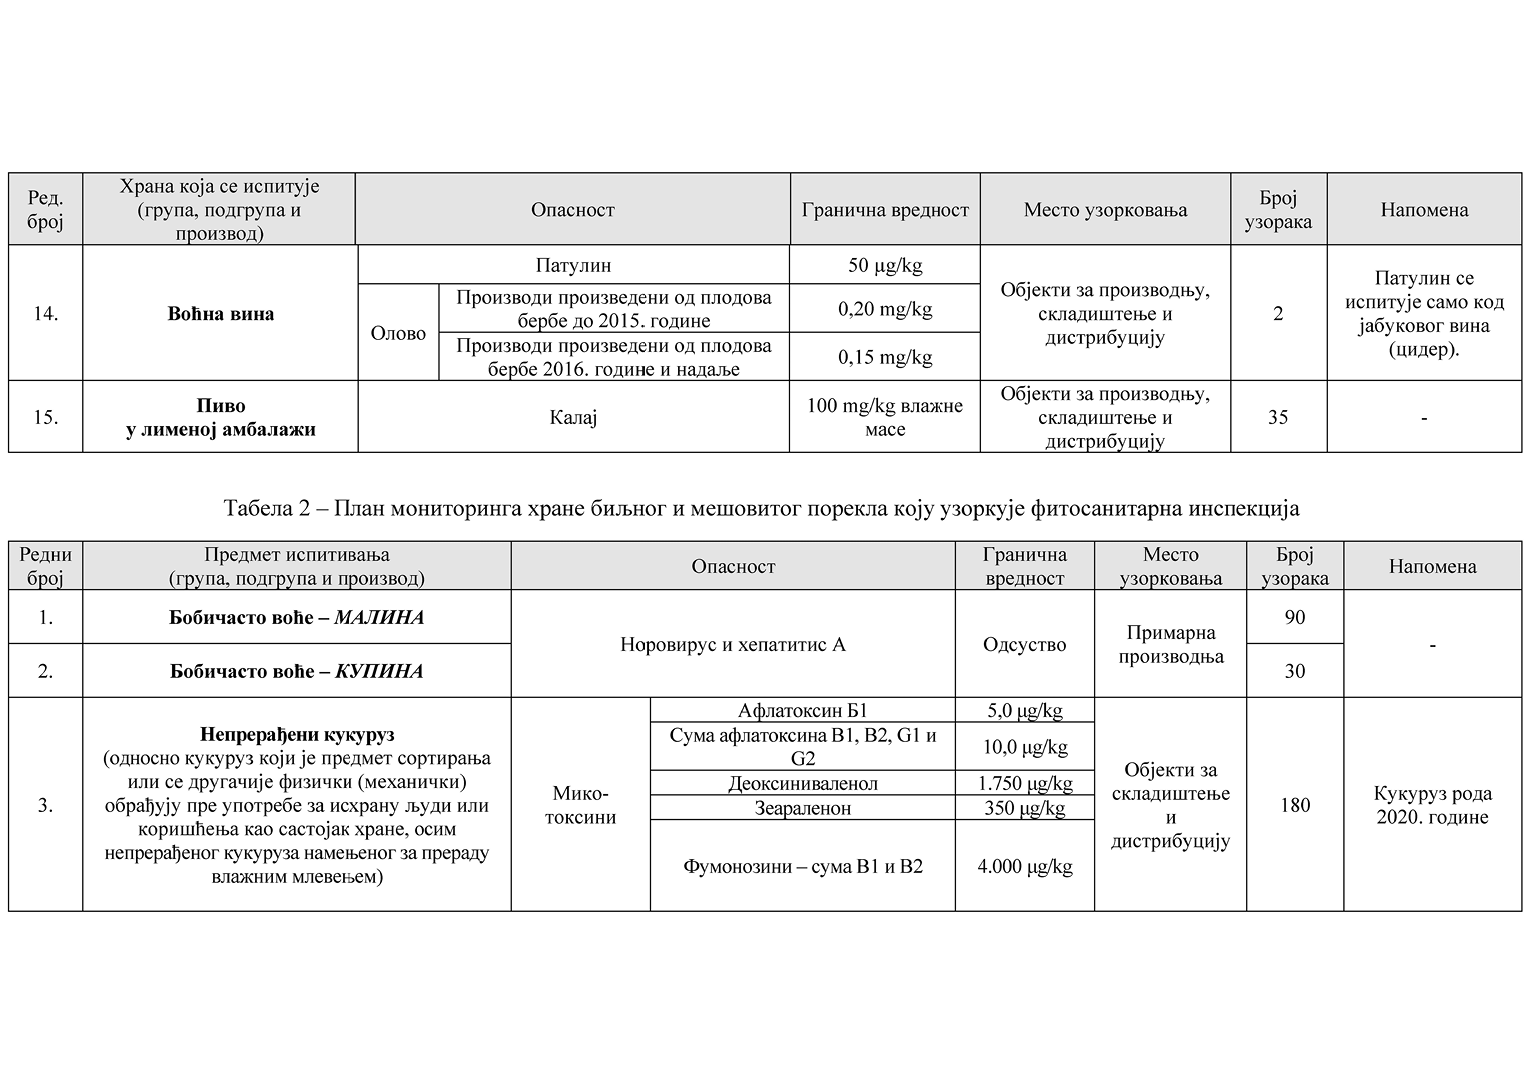 Ред. број
Храна која се испитује
(група, подгрупа и
производ)
Опасност
Гранична вредност
Место узорковања
Број
узорака
Напомена
14.
Воћна вина
Патулин
50 µg/kg
Олово
Производи произведени од плодова
бербе до 2015. године
0,20 mg/kg
Производи произведени од плодова
бербе 2016. године и надаље
0,15 mg/kg
Објекти за производњу,
складиштење и
дистрибуцију
2
Патулин се
испитује само код
јабуковог вина
(цидер).
15.
Пиво
у лименој амбалажи
Калај
100 mg/kg влажне
масе
Објекти за производњу,
складиштење и
дистрибуцију
35
-
Табела 2 – План мониторинга хране биљног и мешовитог порекла коју узоркује фитосанитарна инспекција
Редни
број
Предмет испитивања
(група, подгрупа и производ)
Опасност
Гранична
вредност
Место
узорковања
Број
узорака
Напомена
1.
Бобичасто воће – МАЛИНА
Норовирус и хепатитис А
Одсуство
Примарна
производња
90
-
2.
Бобичасто воће – КУПИНА
30
3.
Непрерађени кукуруз
(односно кукуруз који је предмет сортирања
или се другачије физички (механички)
обрађују пре употребе за исхрану људи или
коришћења као састојак хране, осим
непрерађеног кукуруза намењеног за прераду
влажним млевењем)
Мико-
токсини
Афлатоксин Б1
5,0 µg/kg
Сума афлатоксина B1, B2, G1 и
G2
10,0 µg/kg
Деоксиниваленол
1.750 µg/kg
Зеараленон
350 µg/kg
Фумонозини – сума B1 и B2
4.000 µg/kg
Објекти за
складиштење
и
дистрибуцију
180
Кукуруз рода
2020. године